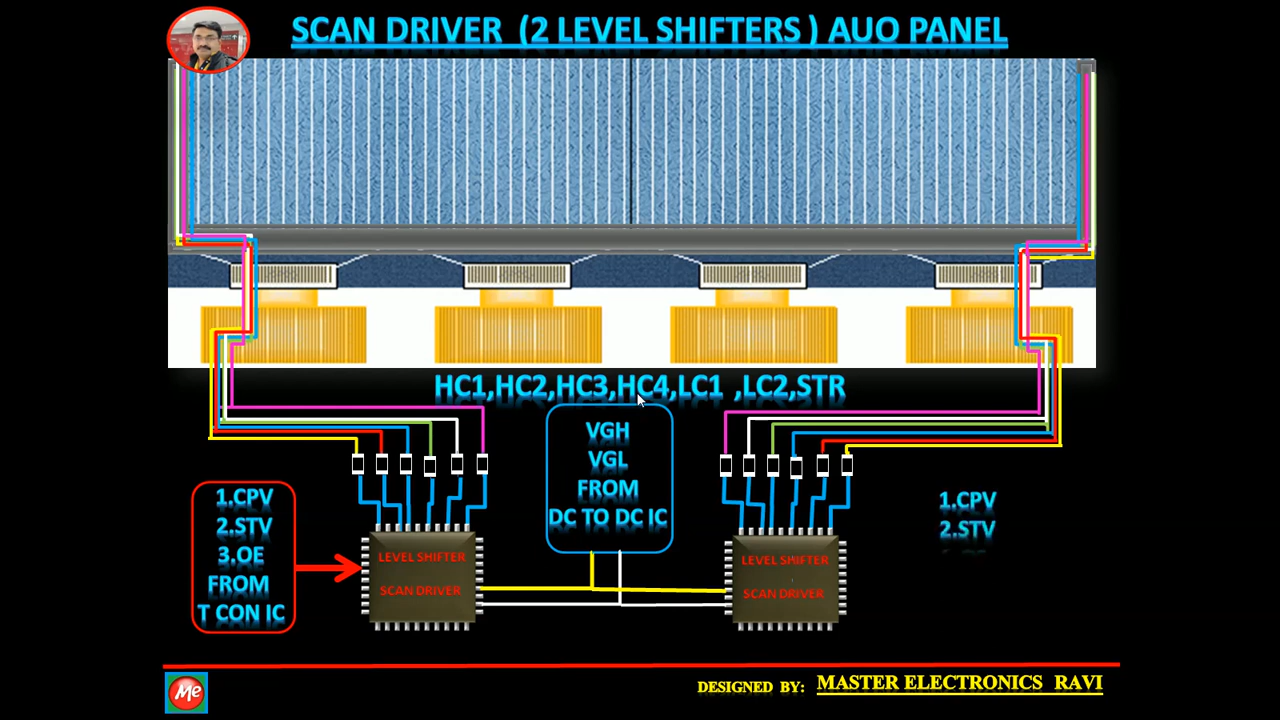 SCAN DRIVER (2 LEVEL SHIFTERS ) AUO PANEL
HC1,HC2,HC3,HC4,LC1 ,LC2,STR
VGH
VGL
FROM
DC TO DC IC
1.CPV
2.STV
3.OE
FROM
T CON IC
LEVEL SHIFTER
SCAN DRIVER
LEVEL SHIFTER
SCAN DRIVER
1.CPV
2.STV
Me
DESIGNED BY: MASTER ELECTRONICS RAVI